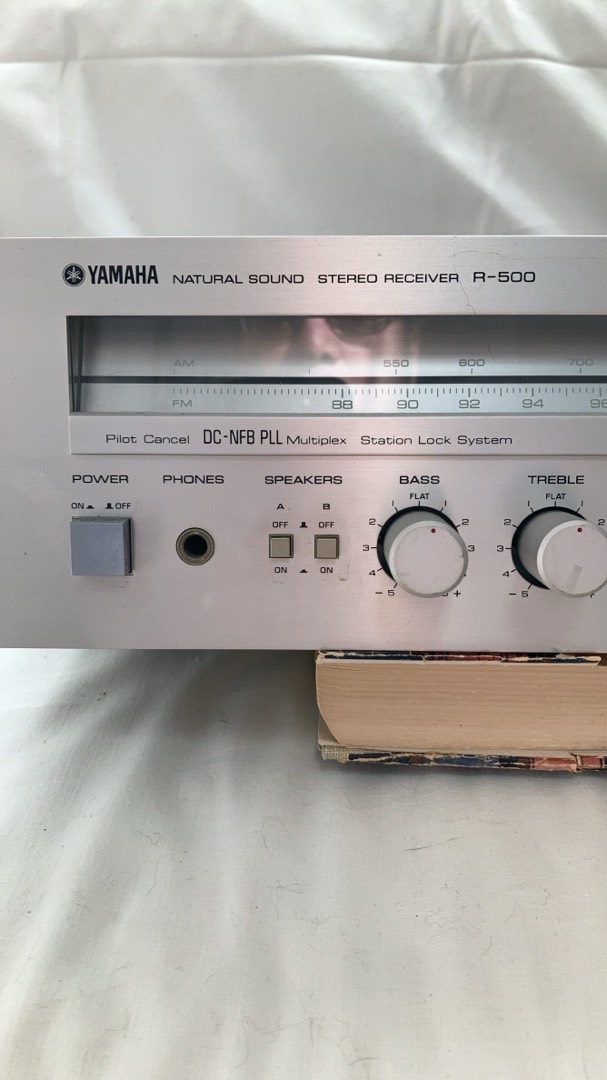 YAMAHA NATURAL SOUND STEREO RECEIVER R-500
AM 550 600 700
FM 88 90 92 94
Pilot Cancel DC-NFB PLL Multiplex Station Lock System
POWER PHONES SPEAKERS BASS TREBLE
FLAT FLAT
ON OFF A B
OFF OFF 2 2 2
3 3 3
ON ON 4 4
-5 + -5